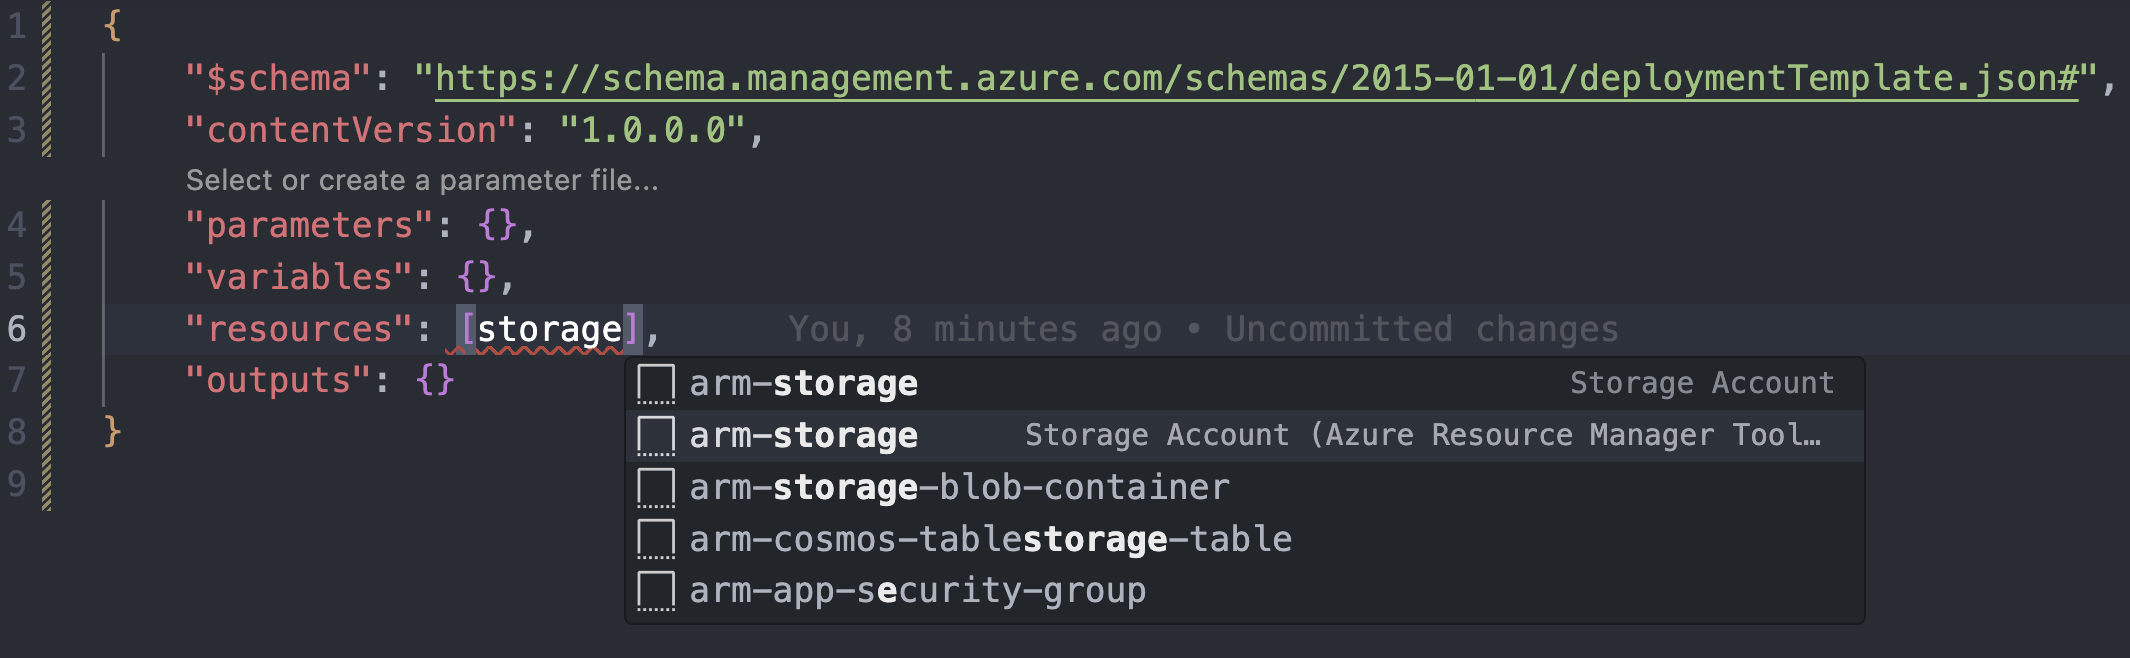 1 {
2 "$schema": "https://schema.management.azure.com/schemas/2015-01-01/deploymentTemplate.json#",
3 "contentVersion": "1.0.0.0",
Select or create a parameter file...
4 "parameters": {},
5 "variables": {},
6 "resources": [storage], You, 8 minutes ago • Uncommitted changes
7 "outputs": {}
arm-storage Storage Account
8 }
arm-storage Storage Account (Azure Resource Manager Tool…
9
arm-storage-blob-container
arm-cosmos-tablestorage-table
arm-app-security-group